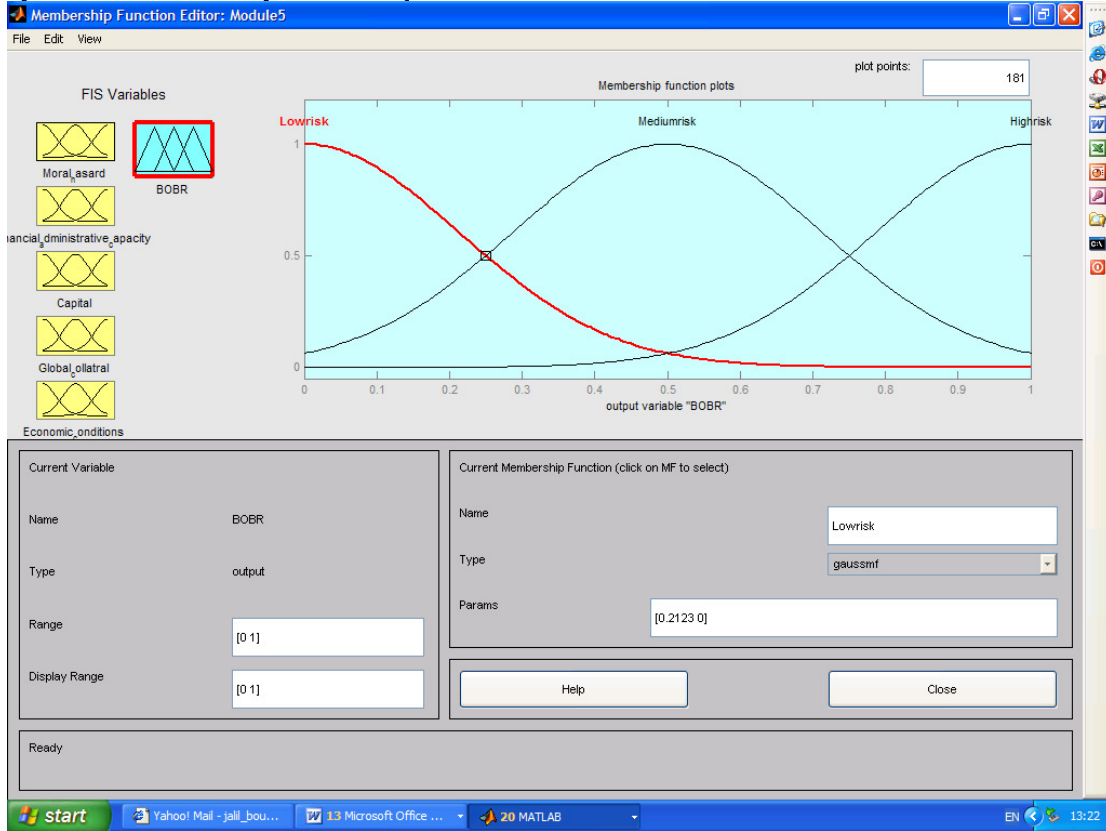 Membership Function Editor: Module5
File Edit View
FIS Variables
plot points:
181
Membership function plots
Lowrisk
Mediumrisk
Highrisk
Moral_hasard
BOBR
nancial_administrative_capacity
Capital
Global_collatral
Economic_conditions
1
0.5
0
0 0.1 0.2 0.3 0.4 0.5 0.6 0.7 0.8 0.9 1
output variable "BOBR"
Current Variable
Name BOBR
Type output
Range [0 1]
Display Range [0 1]
Current Membership Function (click on MF to select)
Name Lowrisk
Type gaussmf
Params [0.2123 0]
Help
Close
Ready
start
Yahoo! Mail - jalil_bou...
13 Microsoft Office ...
20 MATLAB
EN
13:22